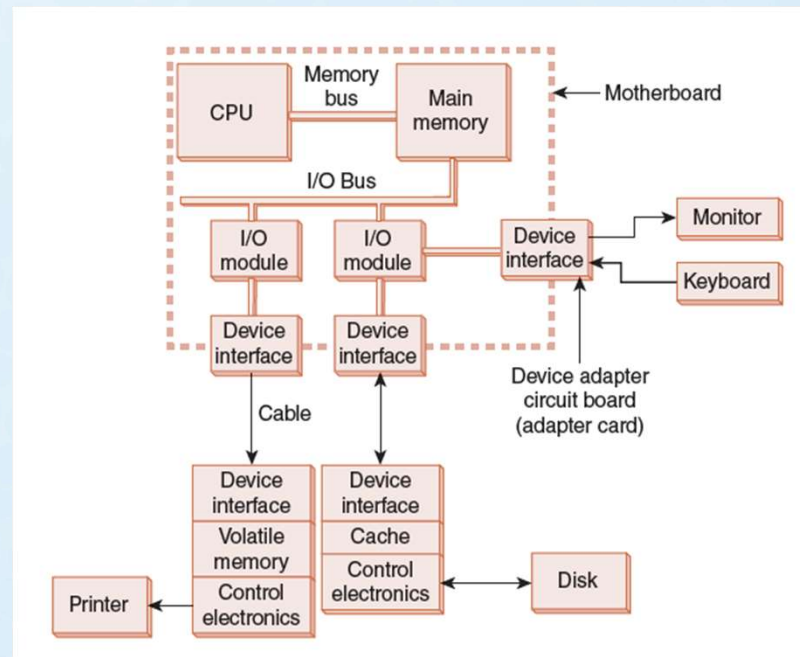 CPU
Memory
bus
Main
memory
Motherboard
I/O Bus
I/O
module
I/O
module
Device
interface
Monitor
Keyboard
Device
interface
Device
interface
Device adapter
circuit board
(adapter card)
Cable
Device
interface
Volatile
memory
Control
electronics
Device
interface
Cache
Control
electronics
Disk
Printer